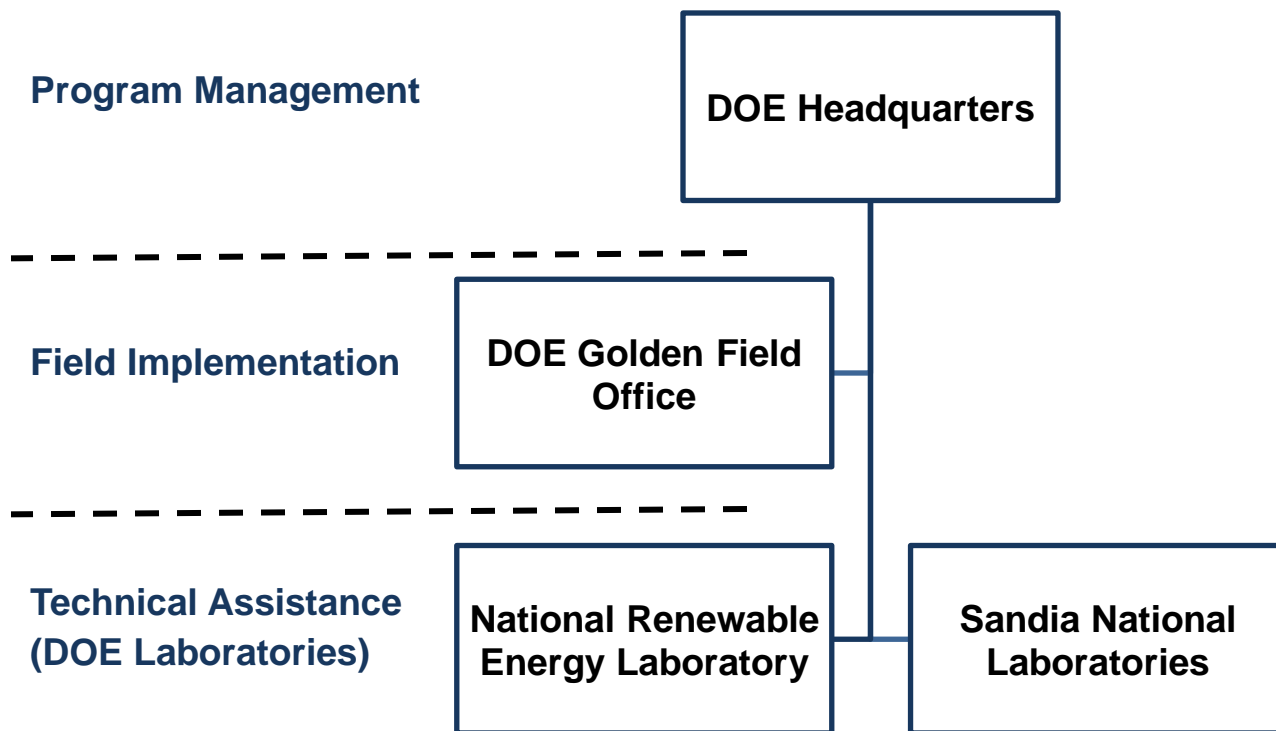 Program Management
DOE Headquarters
Field Implementation
DOE Golden Field
Office
Technical Assistance
(DOE Laboratories)
National Renewable
Energy Laboratory
Sandia National
Laboratories